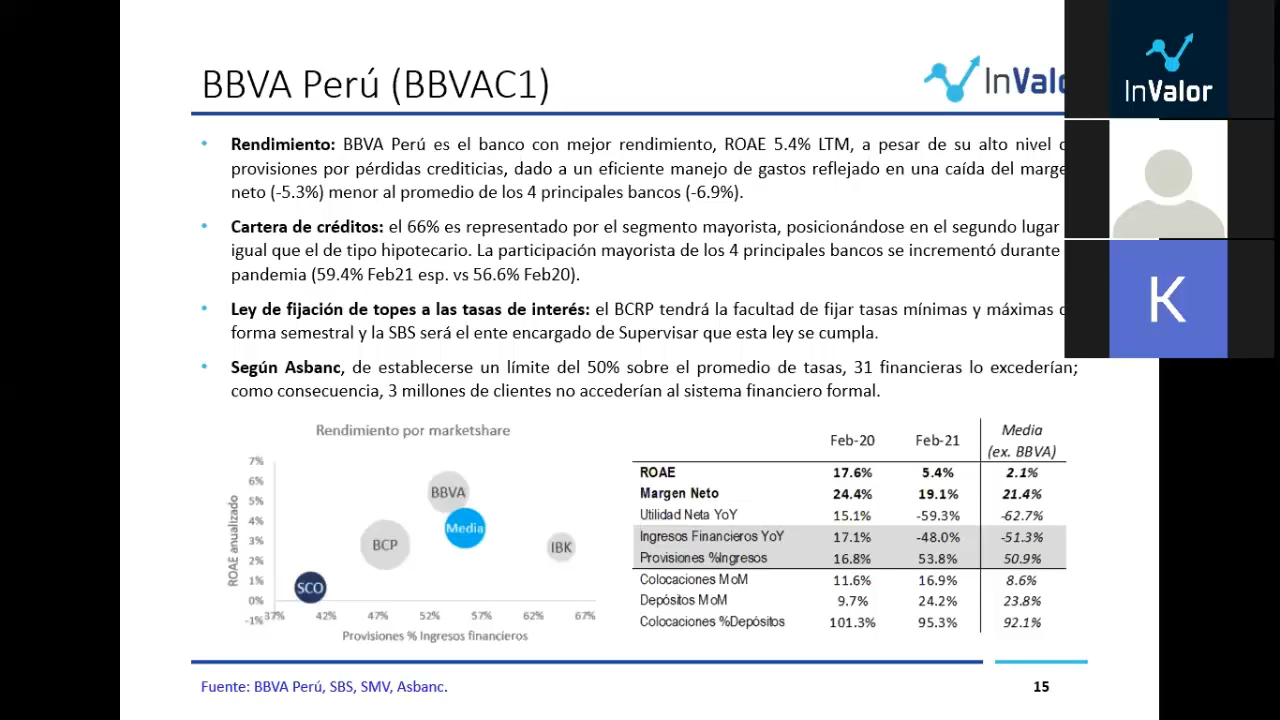 BBVA Perú (BBVAC1)
InValo
InValor
Rendimiento: BBVA Perú es el banco con mejor rendimiento, ROAE 5.4% LTM, a pesar de su alto nivel
provisiones por pérdidas crediticias, dado a un eficiente manejo de gastos reflejado en una caída del marge
neto (-5.3%) menor al promedio de los 4 principales bancos (-6.9%).
Cartera de créditos: el 66% es representado por el segmento mayorista, posicionándose en el segundo lugar
igual que el de tipo hipotecario. La participación mayorista de los 4 principales bancos se incrementó durante
pandemia (59.4% Feb21 esp. vs 56.6% Feb20).
K
Ley de fijación de topes a las tasas de interés: el BCRP tendrá la facultad de fijar tasas mínimas y máximas
forma semestral y la SBS será el ente encargado de Supervisar que esta ley se cumpla.
Según Asbanc, de establecerse un límite del 50% sobre el promedio de tasas, 31 financieras lo excederían;
como consecuencia, 3 millones de clientes no accederían al sistema financiero formal.
Rendimiento por marketshare
ROAE anualizado
7%
6%
5%
4%
3%
2%
1%
0%
-1%
BBVA
Media
BCP
IBK
SCO
37% 42% 47% 52% 57% 62% 67%
Provisiones % Ingresos financieros
Feb-20 Feb-21 Media (ex. BBVA)
ROAE 17.6% 5.4% 2.1%
Margen Neto 24.4% 19.1% 21.4%
Utilidad Neta YoY 15.1% -59.3% -62.7%
Ingresos Financieros YoY 17.1% -48.0% -51.3%
Provisiones %Ingresos 16.8% 53.8% 50.9%
Colocaciones MoM 11.6% 16.9% 8.6%
Depósitos MoM 9.7% 24.2% 23.8%
Colocaciones %Depósitos 101.3% 95.3% 92.1%
Fuente: BBVA Perú, SBS, SMV, Asbanc.
15